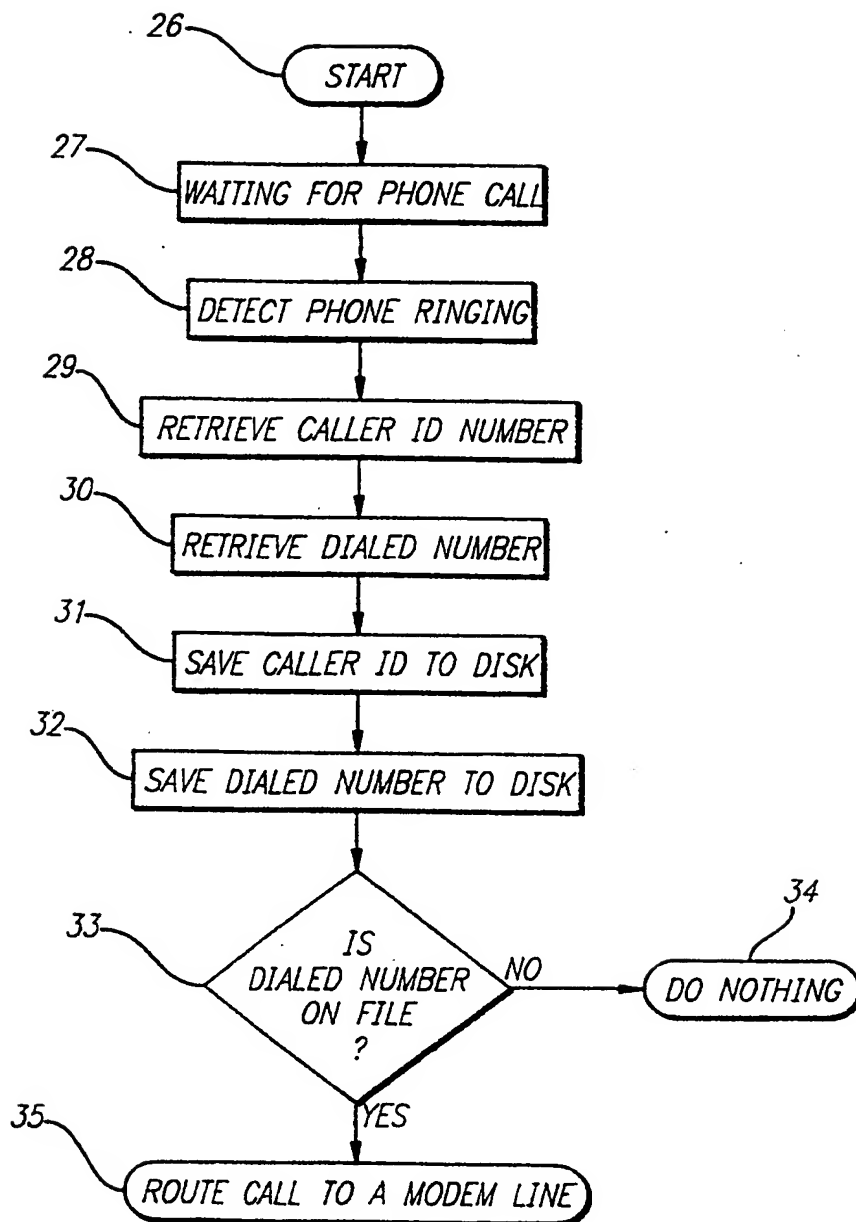 26
START
27
WAITING FOR PHONE CALL
28
DETECT PHONE RINGING
29
RETRIEVE CALLER ID NUMBER
30
RETRIEVE DIALED NUMBER
31
SAVE CALLER ID TO DISK
32
SAVE DIALED NUMBER TO DISK
33
IS
DIALED NUMBER
ON FILE
?
NO
34
DO NOTHING
YES
35
ROUTE CALL TO A MODEM LINE